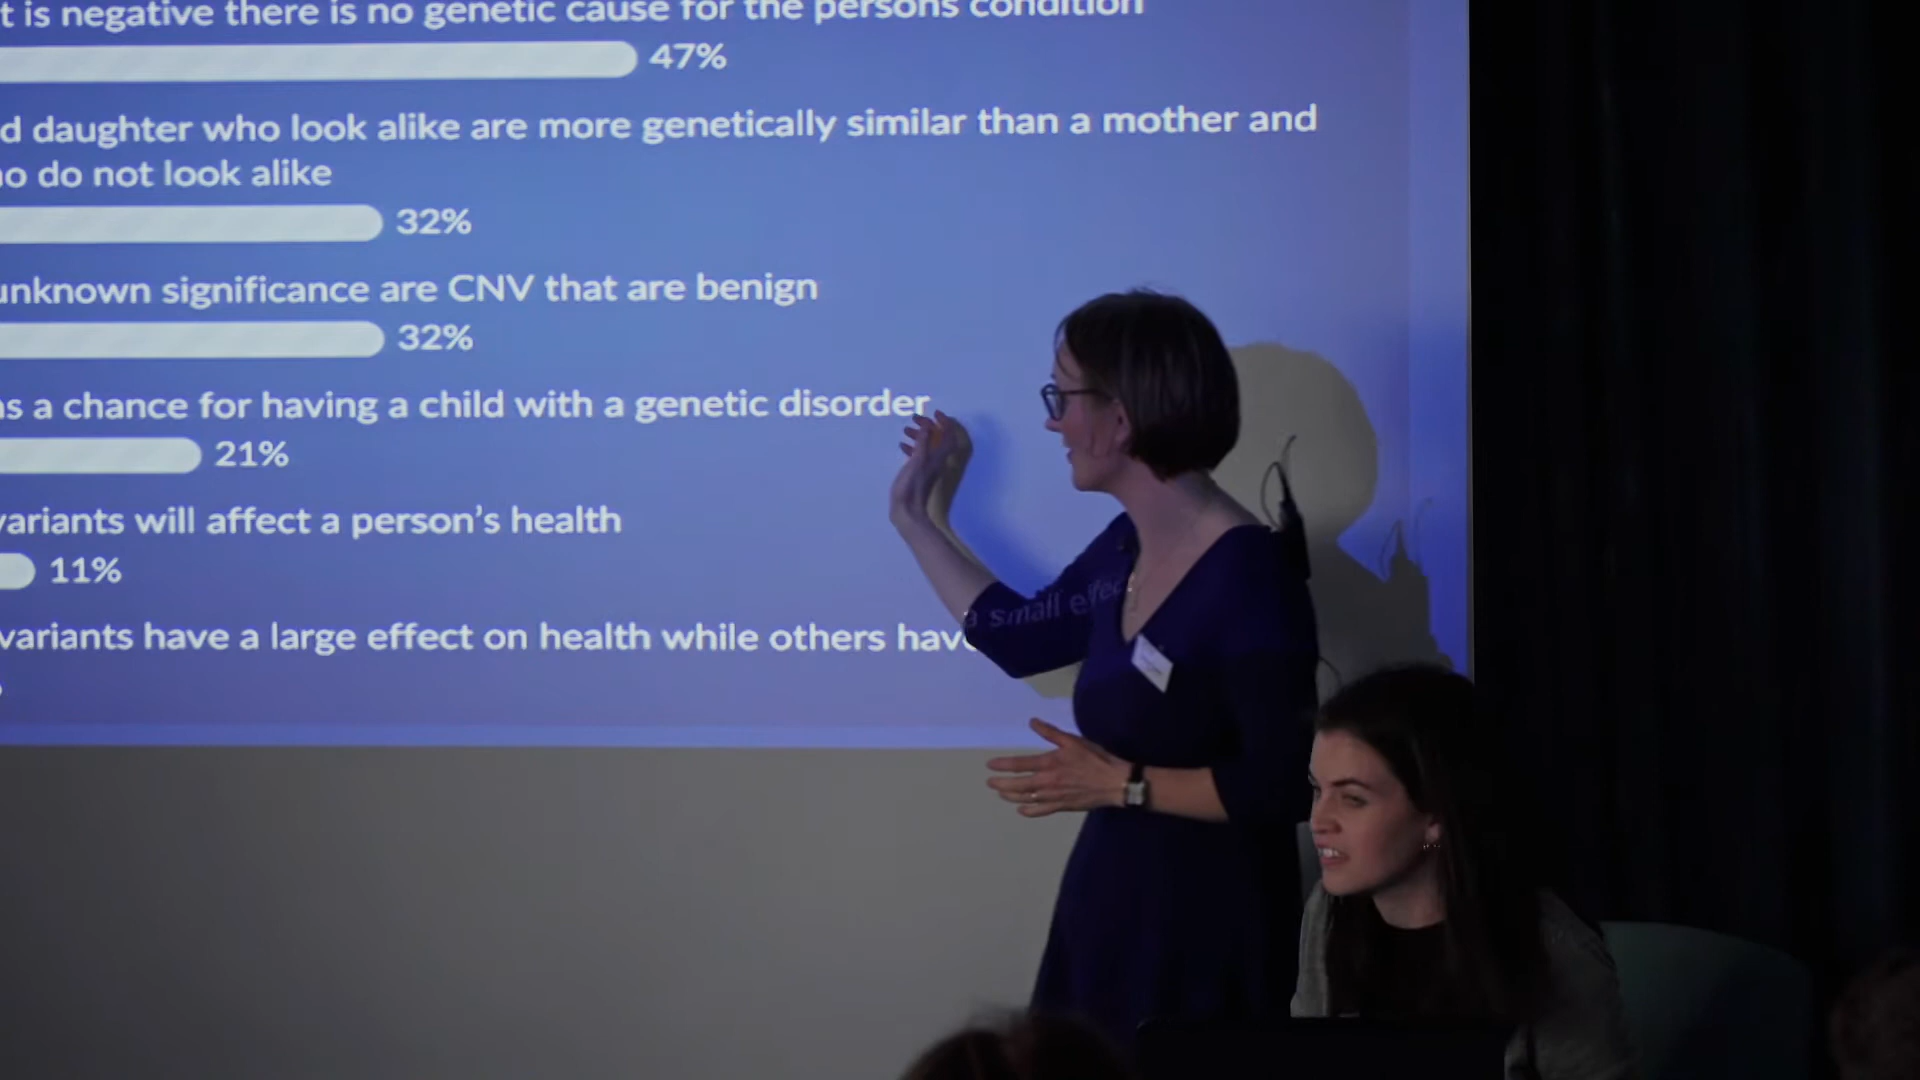 t is negative there is no genetic cause for the persons condition
47%
d daughter who look alike are more genetically similar than a mother and
o do not look alike
32%
unknown significance are CNV that are benign
32%
s a chance for having a child with a genetic disorder
21%
variants will affect a person's health
11%
variants have a large effect on health while others have a small effec